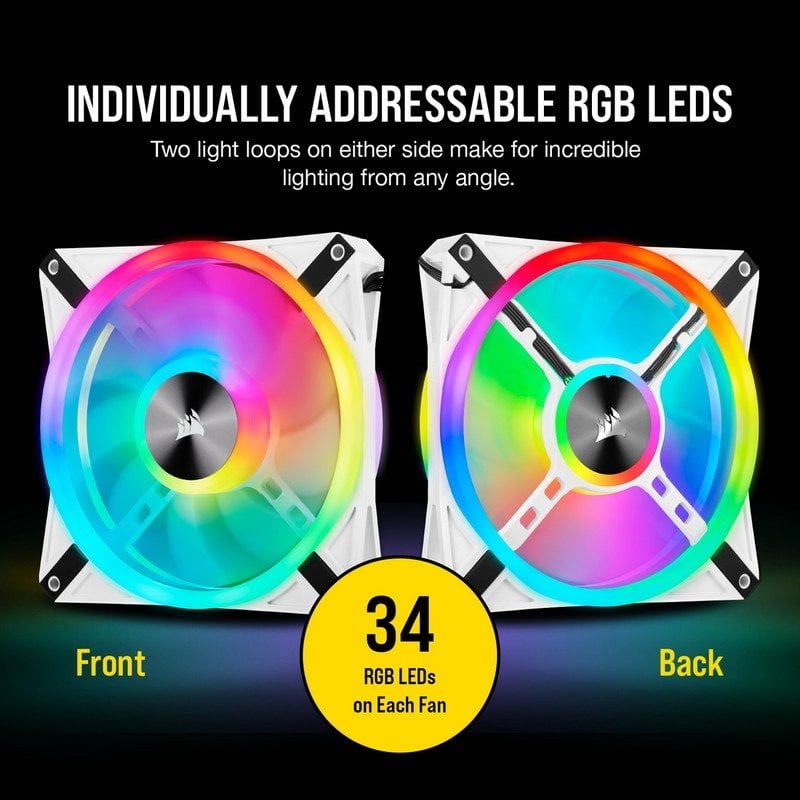 INDIVIDUALLY ADDRESSABLE RGB LEDS
Two light loops on either side make for incredible
lighting from any angle.
34
RGB LEDs
on Each Fan
Front
Back